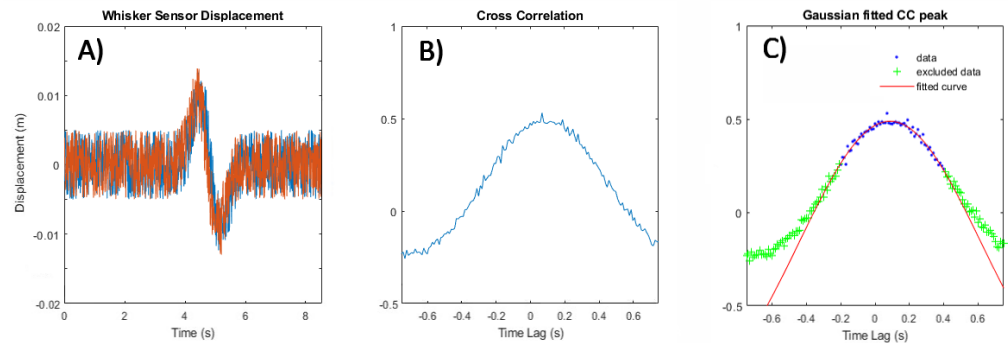 Whisker Sensor Displacement
A)
0.02
0.01
0
-0.01
-0.02
Displacement (m)
0
2
4
6
8
Time (s)
Cross Correlation
B)
1
0.5
0
-0.5
-0.6
-0.4
-0.2
0
0.2
0.4
0.6
Time Lag (s)
Gaussian fitted CC peak
C)
data
excluded data
fitted curve
1
0.5
0
-0.5
-0.6
-0.4
-0.2
0
0.2
0.4
0.6
Time Lag (s)